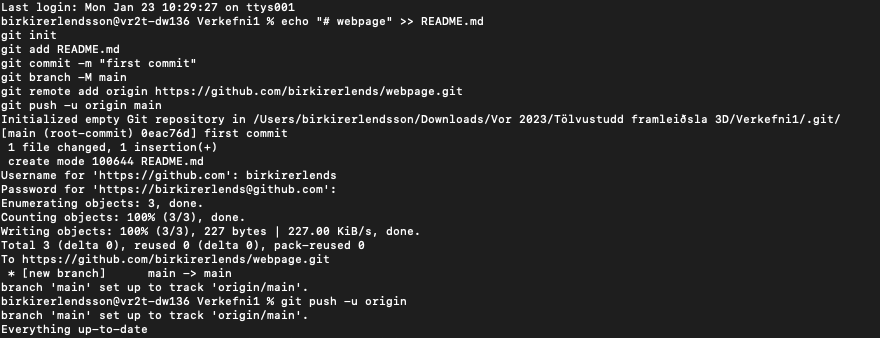 Last login: Mon Jan 23 10:29:27 on ttys001
birkirerlendsson@vr2t-dw136 Verkefni1 % echo "# webpage" >> README.md
git init
git add README.md
git commit -m "first commit"
git branch -M main
git remote add origin https://github.com/birkirerlends/webpage.git
git push -u origin main
Initialized empty Git repository in /Users/birkirerlendsson/Downloads/Vor 2023/Tölvustudd framleiðsla 3D/Verkefni1/.git/
[main (root-commit) 0eac76d] first commit
 1 file changed, 1 insertion(+)
 create mode 100644 README.md
Username for 'https://github.com': birkirerlends
Password for 'https://birkirerlends@github.com':
Enumerating objects: 3, done.
Counting objects: 100% (3/3), done.
Writing objects: 100% (3/3), 227 bytes | 227.00 KiB/s, done.
Total 3 (delta 0), reused 0 (delta 0), pack-reused 0
To https://github.com/birkirerlends/webpage.git
 * [new branch]      main -> main
branch 'main' set up to track 'origin/main'.
birkirerlendsson@vr2t-dw136 Verkefni1 % git push -u origin
branch 'main' set up to track 'origin/main'.
Everything up-to-date